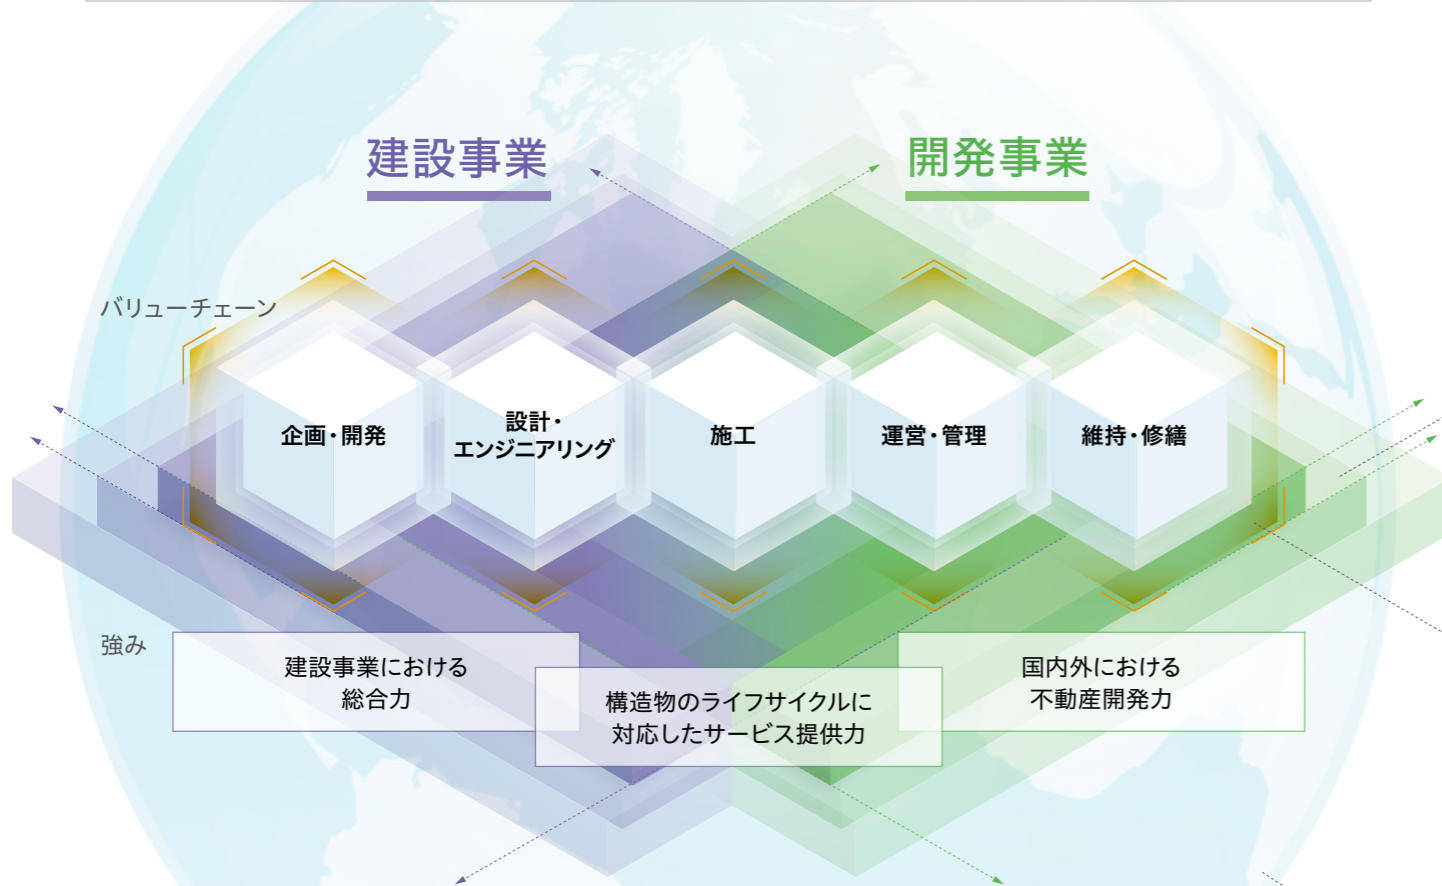 建設事業
開発事業
バリューチェーン
企画・開発
設計・
エンジニアリング
施工
運営・管理
維持・修繕
強み
建設事業における
総合力
構造物のライフサイクルに
対応したサービス提供力
国内外における
不動産開発力